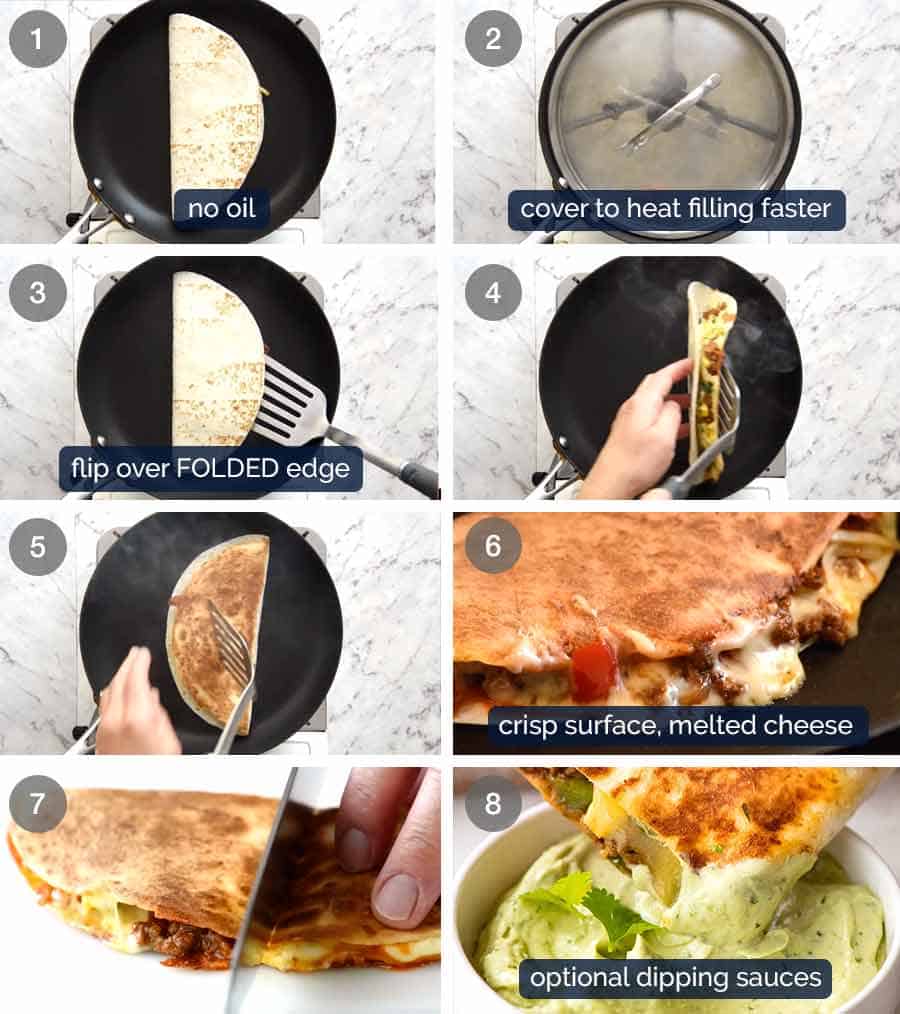 1
no oil
2
cover to heat filling faster
3
flip over FOLDED edge
4
5
6
crisp surface, melted cheese
7
8
optional dipping sauces